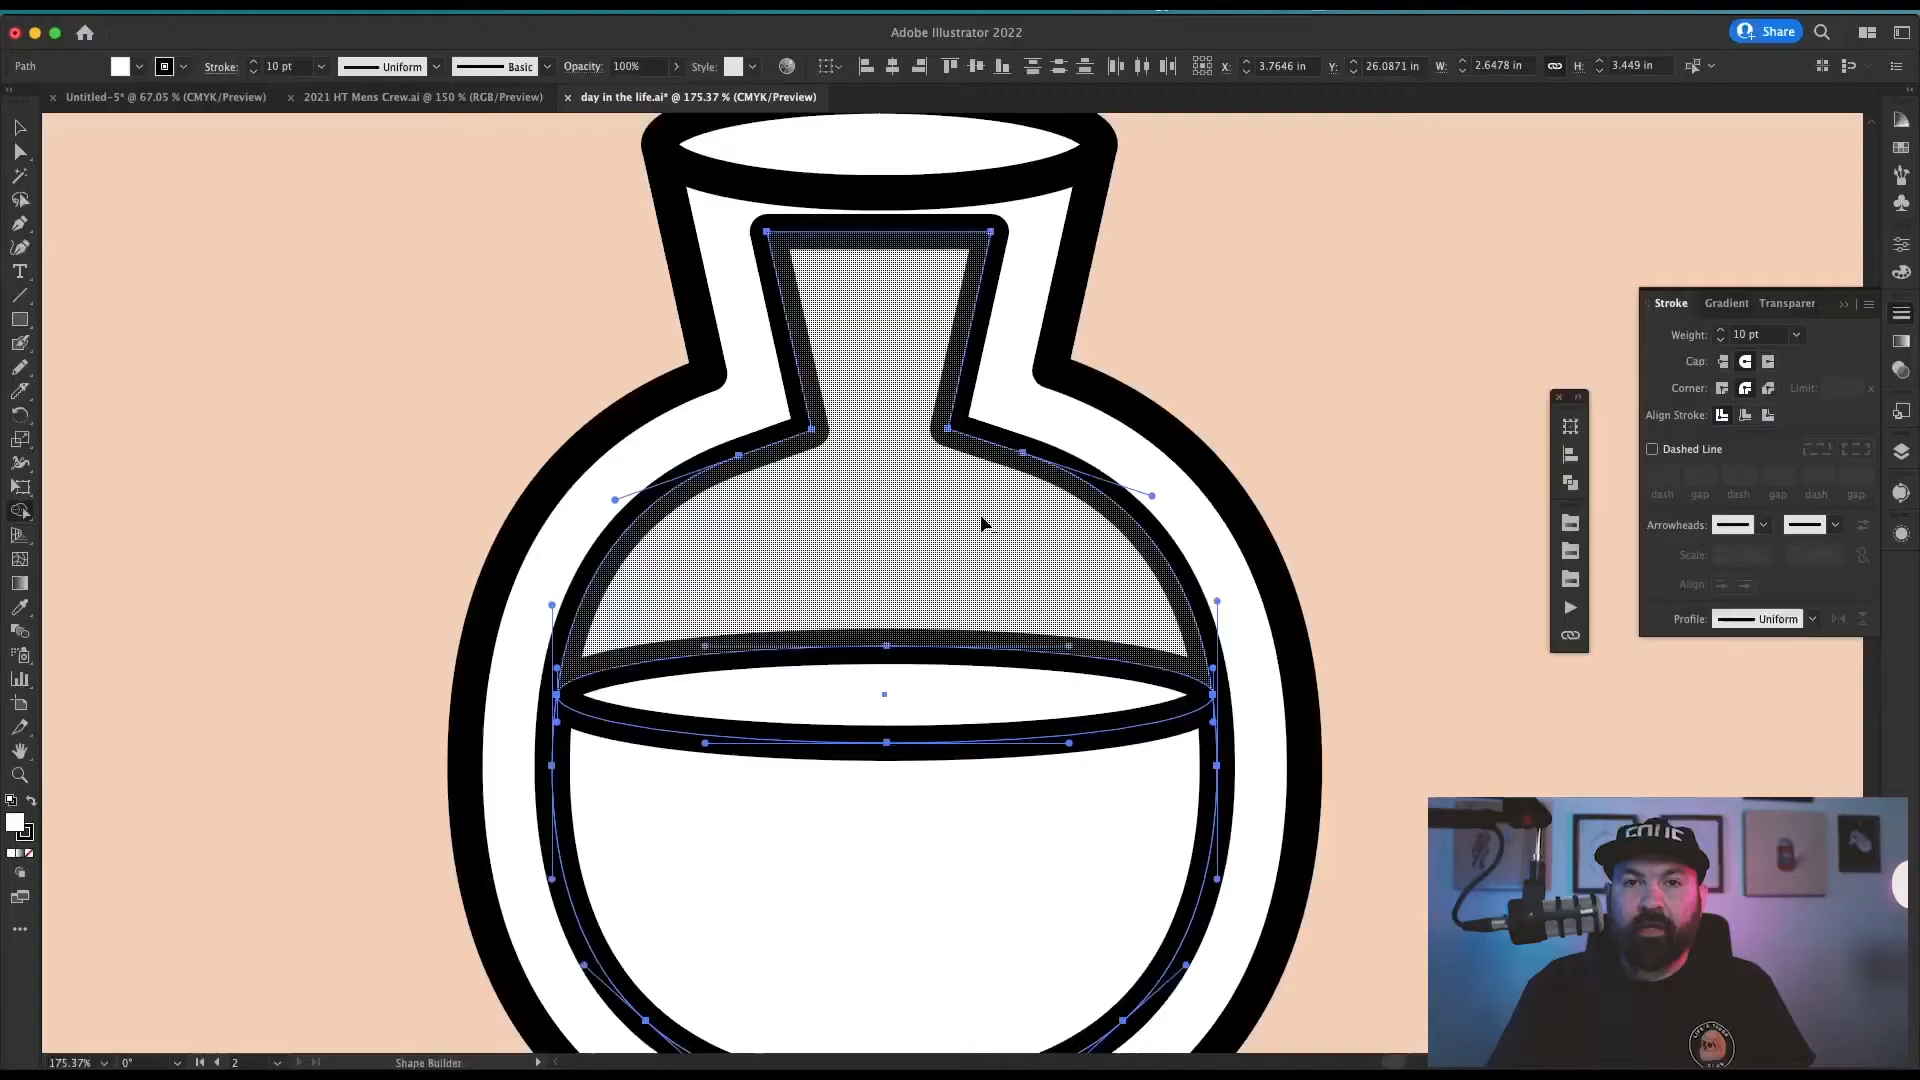 Adobe Illustrator 2022
Share
Path
Stroke:
10 pt
Uniform
Basic
Opacity:
100%
Style:
X:
3.7646 in
Y:
26.0871 in
W:
2.6478 in
H:
3.449 in
Untitled-5* @ 67.05 % (CMYK/Preview)
2021 HT Mens Crew.ai @ 150 % (RGB/Preview)
day in the life.ai* @ 175.37 % (CMYK/Preview)
Stroke
Gradient
Transparer
Weight:
10 pt
Cap:
Corner:
Limit:
x
Align Stroke:
Dashed Line
dash
gap
dash
gap
dash
gap
Arrowheads:
Scale:
Align:
Profile:
Uniform
175.37%
0°
2
Shape Builder